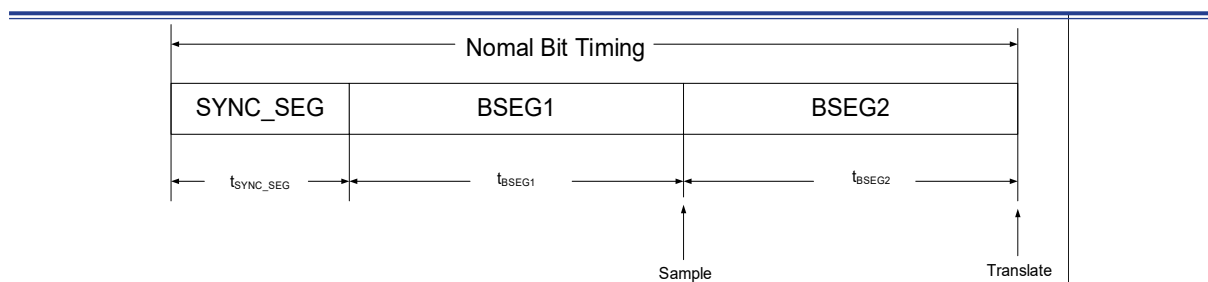 Nomal Bit Timing
SYNC_SEG BSEG1 BSEG2
tSYNC_SEG tBSEG1 tBSEG2
Sample Translate